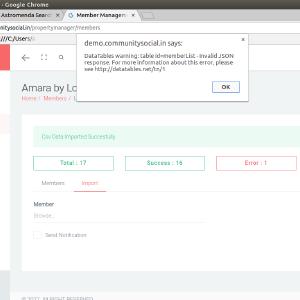 - Google Chrome
Astromenda Search
Member Managem
nitysocial.in/propertymanager/members
///C:/Users/
demo.communitysocial.in says:
DataTables warning: table id=memberList - Invalid JSON
response. For more information about this error, please
see http://datatables.net/tn/1
OK
Amara by Lo
Home / Members /
Csv Data Imported Successfully
Total : 17
Success : 16
Error : 1
Members
Import
Member
Browse..
Send Notification
© 2017. All RIGHT RESERVED.